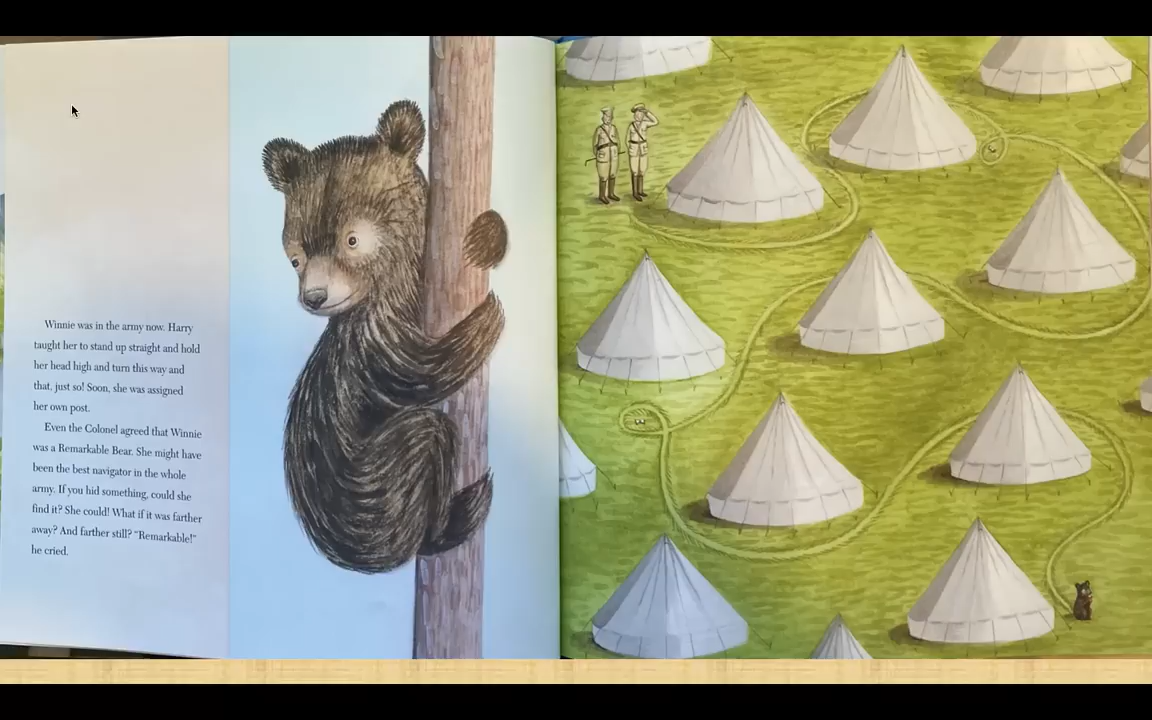 Winnie was in the army now. Harry
taught her to stand up straight and hold
her head high and turn this way and
that, just so! Soon, she was assigned
her own post.
Even the Colonel agreed that Winnie
was a Remarkable Bear. She might have
been the best navigator in the whole
army. If you hid something, could she
find it? She could! What if it was farther
away? And farther still? "Remarkable!"
he cried.